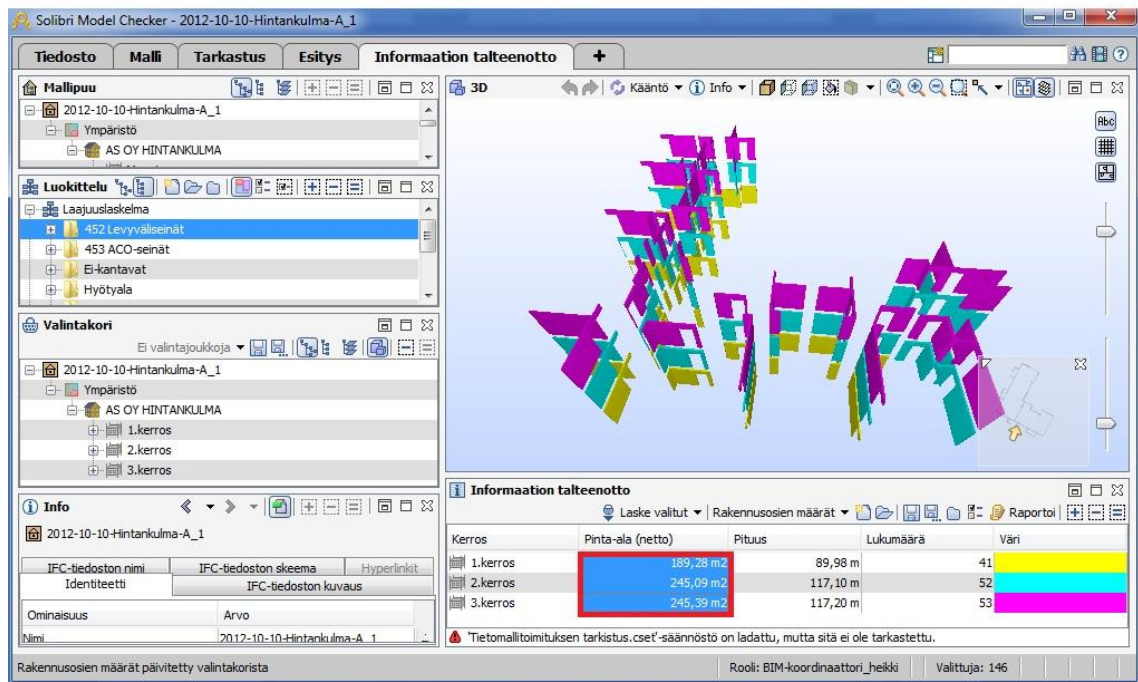 Solibri Model Checker - 2012-10-10-Hintankulma-A_1
Tiedosto Malli Tarkastus Esitys Informaation talteenotto +
Mallipuu
2012-10-10-Hintankulma-A_1
Ympäristö
AS OY HINTANKULMA
Luokittelu
Laajuuslaskelma
452 Levyväliseinät
453 ACO-seinät
Ei-kantavat
Hyötyala
Valintakori
Ei valintajoukkoja
2012-10-10-Hintankulma-A_1
Ympäristö
AS OY HINTANKULMA
1.kerros
2.kerros
3.kerros
Info
2012-10-10-Hintankulma-A_1
IFC-tiedoston nimi IFC-tiedoston skeema Hyperlinkit
Identiteetti IFC-tiedoston kuvaus
Ominaisuus Arvo
Nimi 2012-10-10-Hintankulma-A_1
3D Kääntö Info
Abc
Informaation talteenotto
Laske valitut Rakennusosien määrät Raportoi
Kerros Pinta-ala (netto) Pituus Lukumäärä Väri
1.kerros 189,28 m2 89,98 m 41
2.kerros 245,09 m2 117,10 m 52
3.kerros 245,39 m2 117,20 m 53
'Tietomallitoimituksen tarkistus.cset'-säännöstö on ladattu, mutta sitä ei ole tarkastettu.
Rakennusosien määrät päivitetty valintakorista Rooli: BIM-koordinaattori_heikki Valittuja: 146